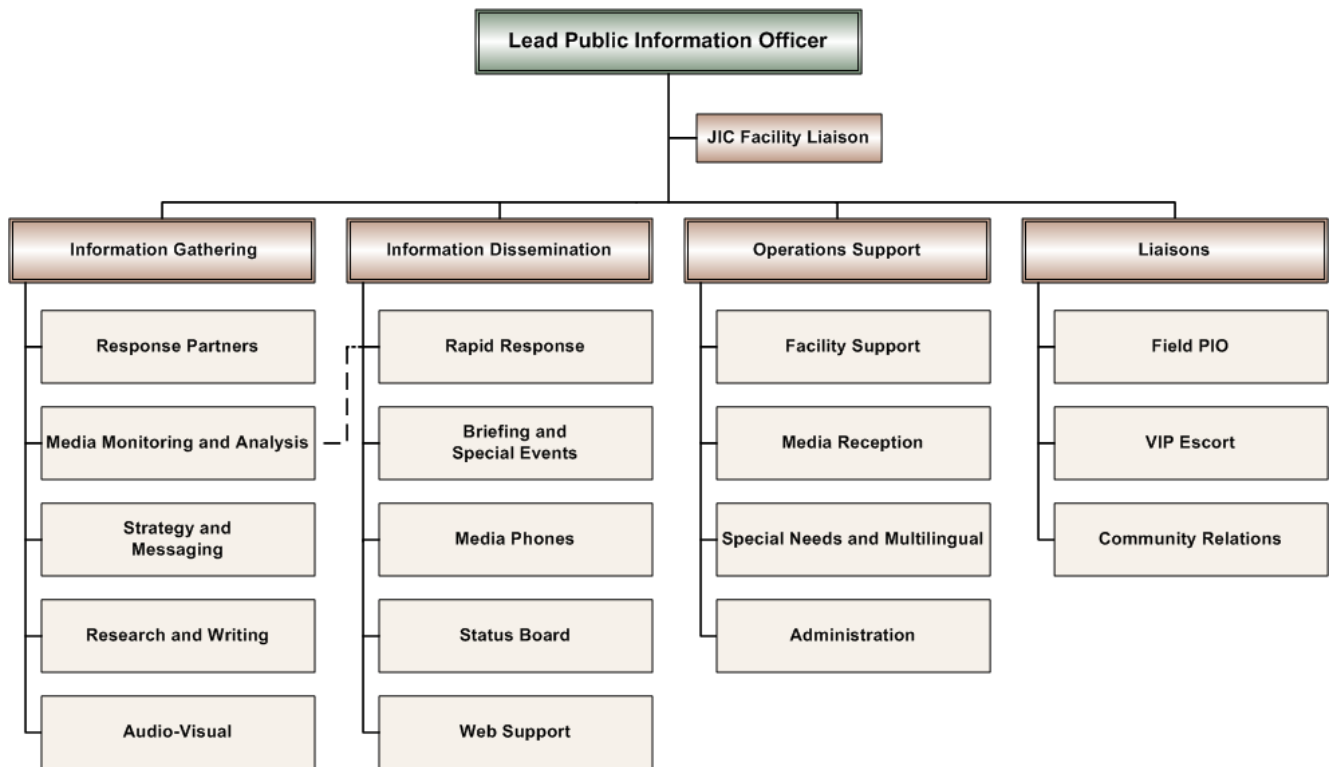 Lead Public Information Officer
JIC Facility Liaison
Information Gathering
Response Partners
Media Monitoring and Analysis
Strategy and
Messaging
Research and Writing
Audio-Visual
Information Dissemination
Rapid Response
Briefing and
Special Events
Media Phones
Status Board
Web Support
Operations Support
Facility Support
Media Reception
Special Needs and Multilingual
Administration
Liaisons
Field PIO
VIP Escort
Community Relations